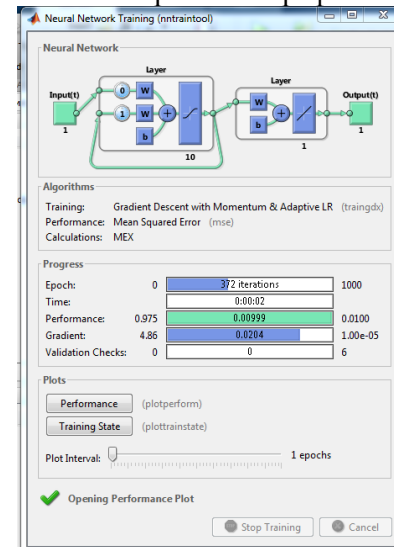 Neural Network Training (nntraintool)
Neural Network
Layer
Layer
Input(t)
Output(t)
0
W
1
W
b
W
b
1
10
1
1
Algorithms
Training: Gradient Descent with Momentum & Adaptive LR (traingdx)
Performance: Mean Squared Error (mse)
Calculations: MEX
Progress
Epoch: 0 372 iterations 1000
Time: 0:00:02
Performance: 0.975 0.00999 0.0100
Gradient: 4.86 0.0204 1.00e-05
Validation Checks: 0 0 6
Plots
Performance (plotperform)
Training State (plottrainstate)
Plot Interval: 1 epochs
Opening Performance Plot
Stop Training Cancel